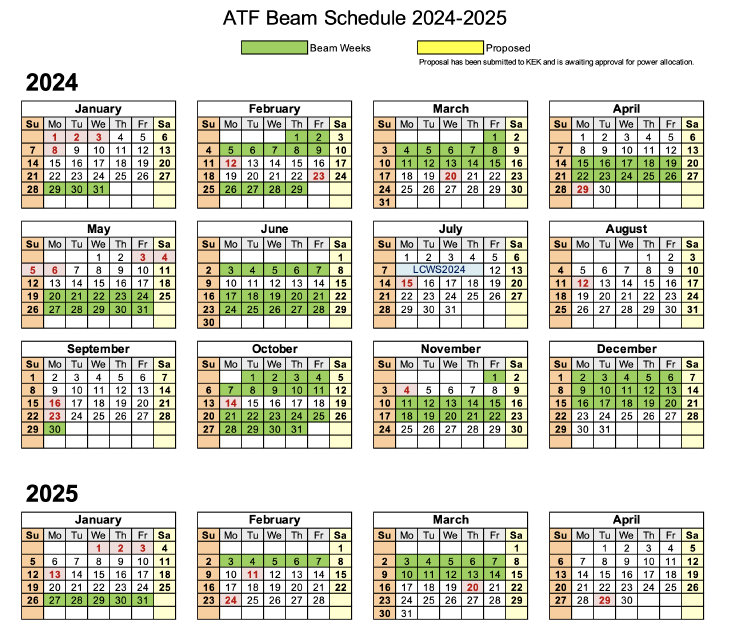 ATF Beam Schedule 2024-2025
Beam Weeks
Proposed
Proposal has been submitted to KEK and is awaiting approval for power allocation.
2024
January
Su Mo Tu We Th Fr Sa
1 2 3 4 5 6
7 8 9 10 11 12 13
14 15 16 17 18 19 20
21 22 23 24 25 26 27
28 29 30 31
February
Su Mo Tu We Th Fr Sa
1 2 3
4 5 6 7 8 9 10
11 12 13 14 15 16 17
18 19 20 21 22 23 24
25 26 27 28 29
March
Su Mo Tu We Th Fr Sa
1 2
3 4 5 6 7 8 9
10 11 12 13 14 15 16
17 18 19 20 21 22 23
24 25 26 27 28 29 30
31
April
Su Mo Tu We Th Fr Sa
1 2 3 4 5 6
7 8 9 10 11 12 13
14 15 16 17 18 19 20
21 22 23 24 25 26 27
28 29 30
May
Su Mo Tu We Th Fr Sa
1 2 3 4
5 6 7 8 9 10 11
12 13 14 15 16 17 18
19 20 21 22 23 24 25
26 27 28 29 30 31
June
Su Mo Tu We Th Fr Sa
1
2 3 4 5 6 7 8
9 10 11 12 13 14 15
16 17 18 19 20 21 22
23 24 25 26 27 28 29
30
July
Su Mo Tu We Th Fr Sa
1 2 3 4 5 6
7 LCWS2024 12 13
14 15 16 17 18 19 20
21 22 23 24 25 26 27
28 29 30 31
August
Su Mo Tu We Th Fr Sa
1 2 3
4 5 6 7 8 9 10
11 12 13 14 15 16 17
18 19 20 21 22 23 24
25 26 27 28 29 30 31
September
Su Mo Tu We Th Fr Sa
1 2 3 4 5 6 7
8 9 10 11 12 13 14
15 16 17 18 19 20 21
22 23 24 25 26 27 28
29 30
October
Su Mo Tu We Th Fr Sa
1 2 3 4 5
6 7 8 9 10 11 12
13 14 15 16 17 18 19
20 21 22 23 24 25 26
27 28 29 30 31
November
Su Mo Tu We Th Fr Sa
1 2
3 4 5 6 7 8 9
10 11 12 13 14 15 16
17 18 19 20 21 22 23
24 25 26 27 28 29 30
December
Su Mo Tu We Th Fr Sa
1 2 3 4 5 6 7
8 9 10 11 12 13 14
15 16 17 18 19 20 21
22 23 24 25 26 27 28
29 30 31
2025
January
Su Mo Tu We Th Fr Sa
1 2 3 4
5 6 7 8 9 10 11
12 13 14 15 16 17 18
19 20 21 22 23 24 25
26 27 28 29 30 31
February
Su Mo Tu We Th Fr Sa
1
2 3 4 5 6 7 8
9 10 11 12 13 14 15
16 17 18 19 20 21 22
23 24 25 26 27 28
March
Su Mo Tu We Th Fr Sa
1
2 3 4 5 6 7 8
9 10 11 12 13 14 15
16 17 18 19 20 21 22
23 24 25 26 27 28 29
30 31
April
Su Mo Tu We Th Fr Sa
1 2 3 4 5
6 7 8 9 10 11 12
13 14 15 16 17 18 19
20 21 22 23 24 25 26
27 28 29 30